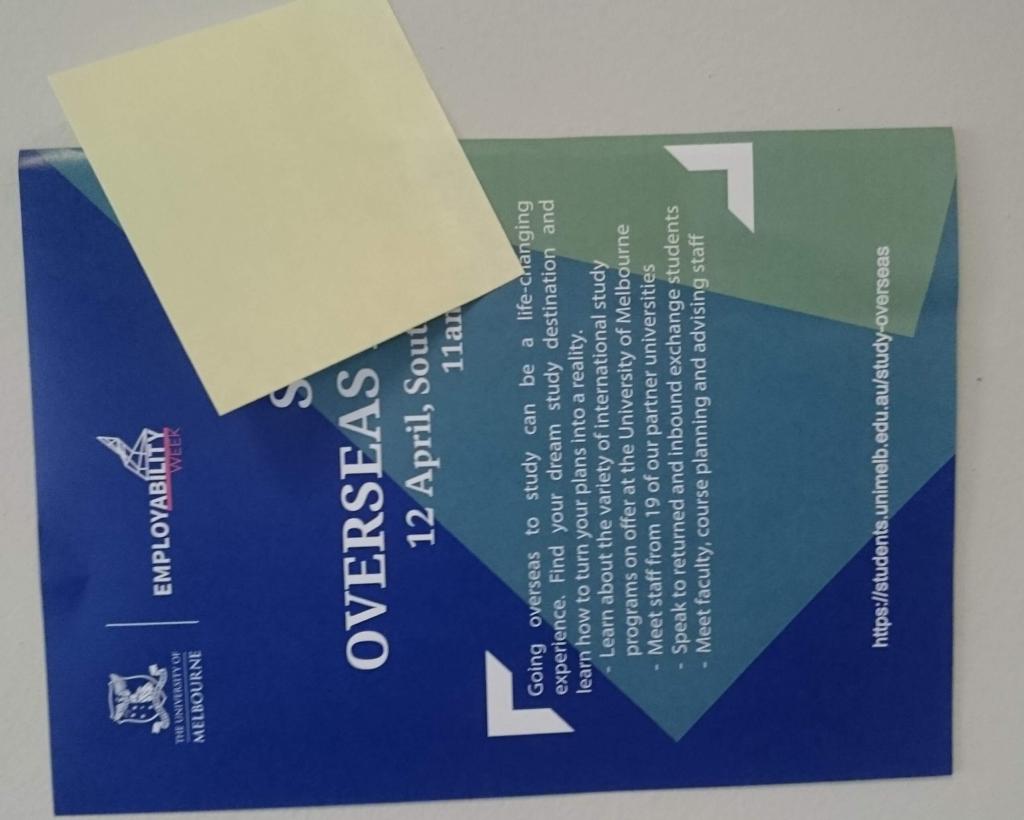 THE UNIVERSITY OF
MELBOURNE
EMPLOYABILITY
WEEK
OVERSEAS
12 April,
Going overseas to study can be a life-changing
experience. Find your dream study destination and
learn how to turn your plans into a reality.
- Learn about the variety of international study
programs on offer at the University of Melbourne
- Meet staff from 19 of our partner universities
- Speak to returned and inbound exchange students
- Meet faculty, course planning and advising staff
https://students.unimelb.edu.au/study-overseas